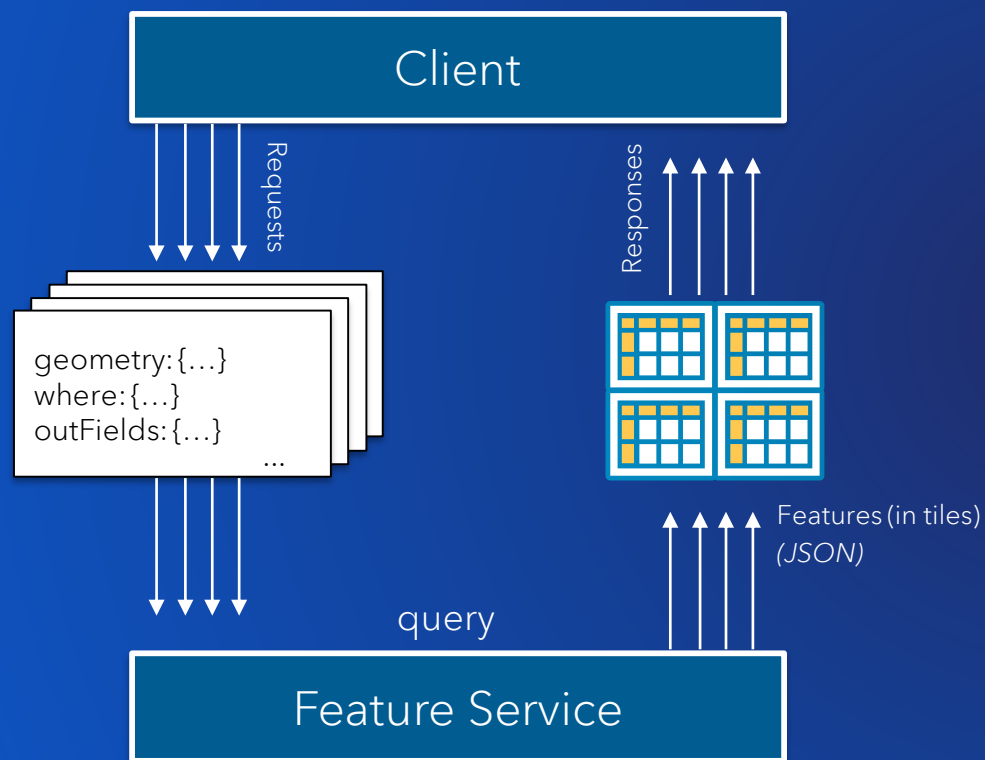 Client
Requests
Responses
geometry:{...}
where:{...}
outFields:{...}
...
Features (in tiles)
(JSON)
query
Feature Service